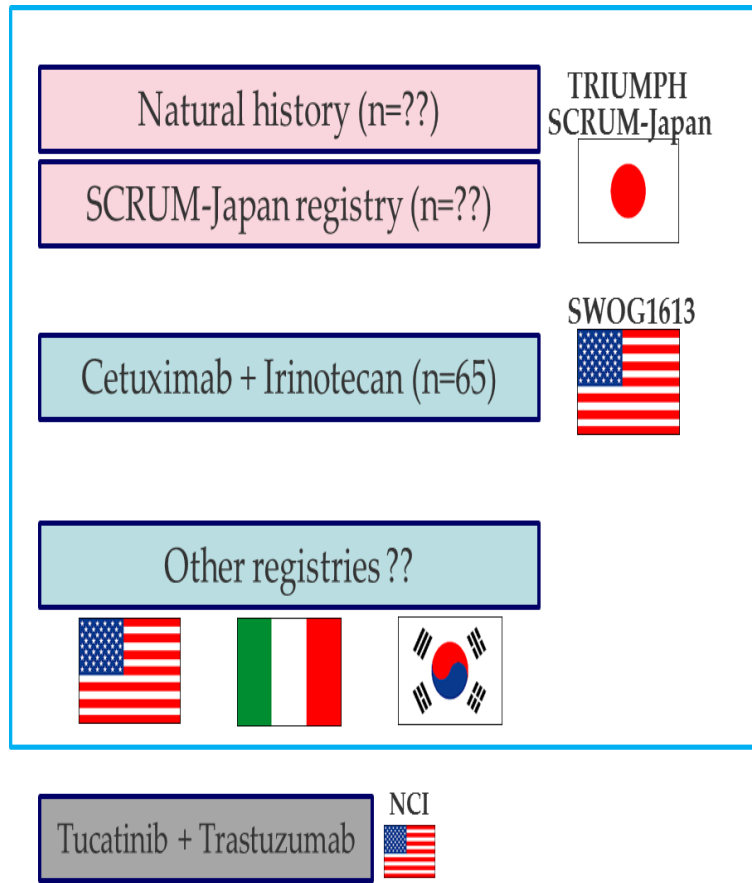 Natural history (n=??)
TRIUMPH
SCRUM-Japan
SCRUM-Japan registry (n=??)
SWOG1613
Cetuximab + Irinotecan (n=65)
Other registries ??
NCI
Tucatinib + Trastuzumab